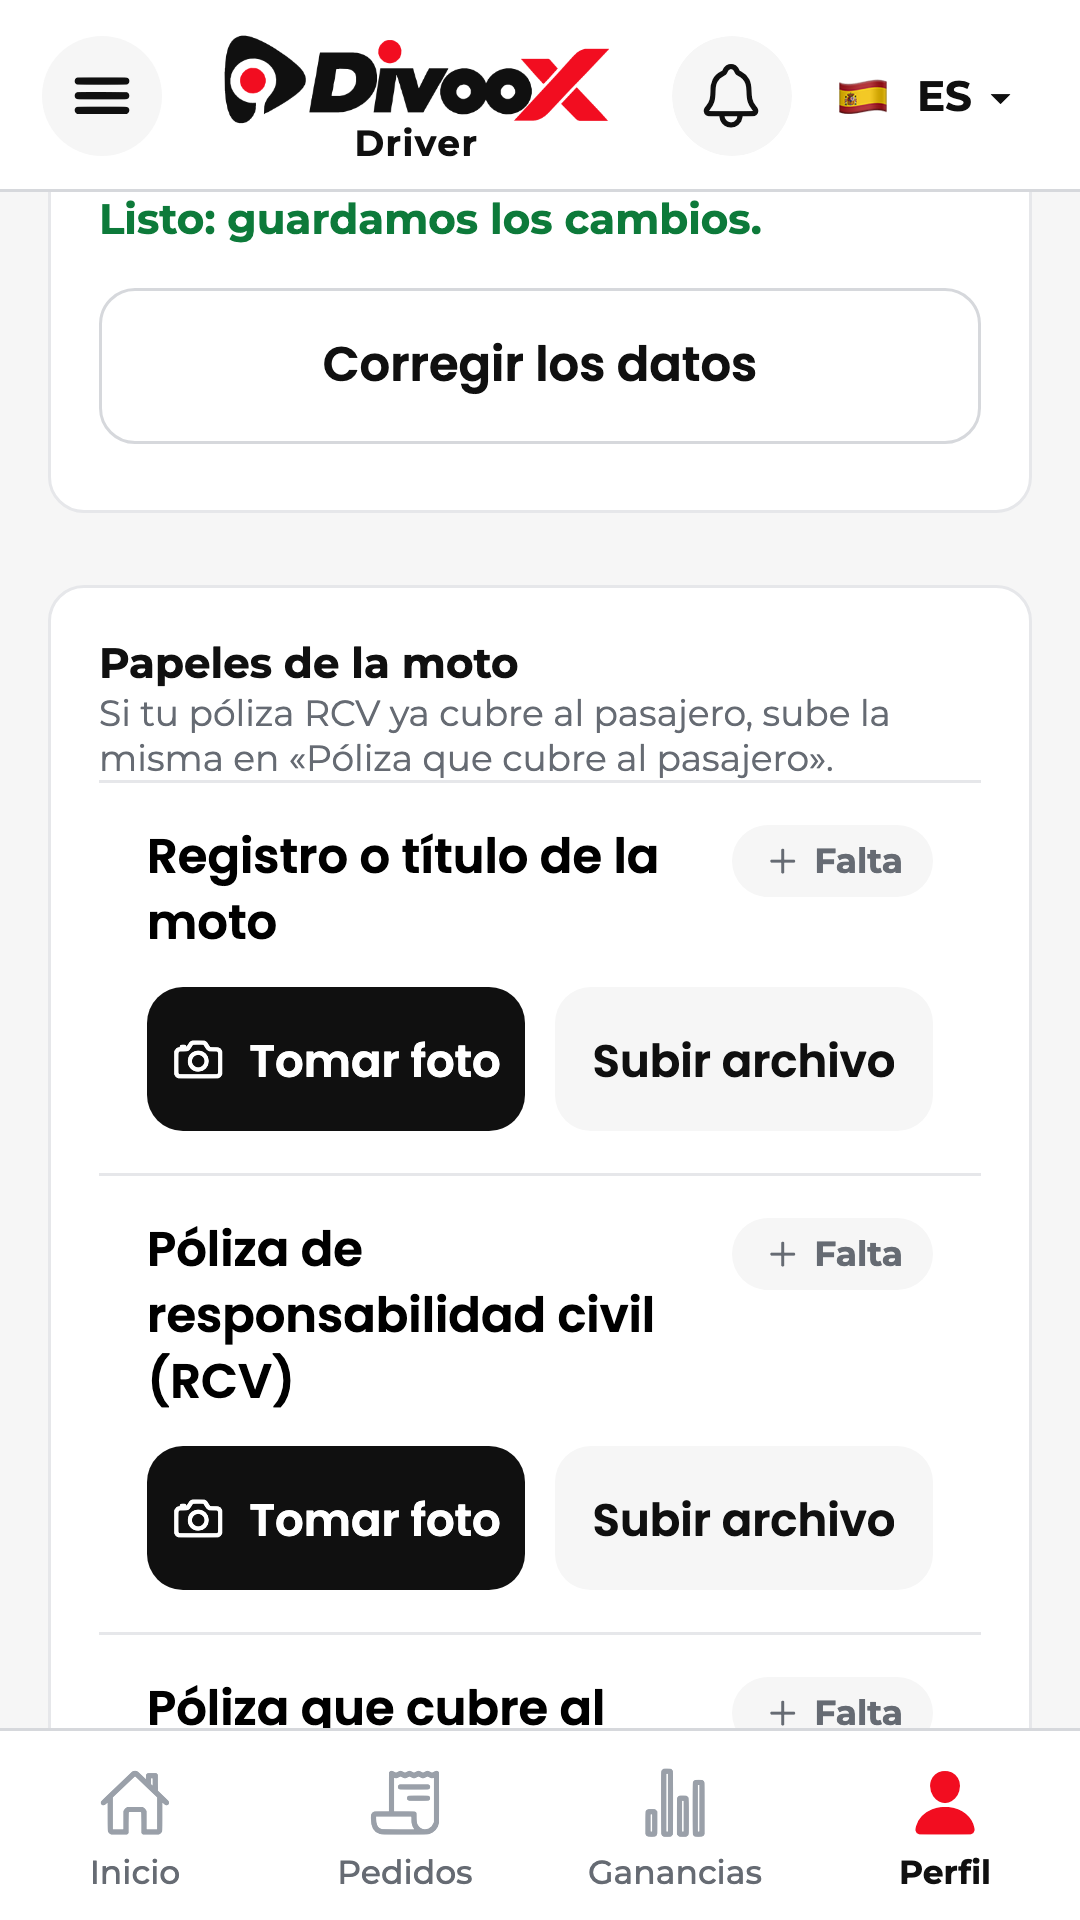 DivooX
Driver
ES
Listo: guardamos los cambios.
Corregir los datos
Papeles de la moto
Si tu póliza RCV ya cubre al pasajero, sube la
misma en «Póliza que cubre al pasajero».
Registro o título de la
moto
+ Falta
Tomar foto
Subir archivo
Póliza de
responsabilidad civil
(RCV)
+ Falta
Tomar foto
Subir archivo
Póliza que cubre al
+ Falta
Inicio
Pedidos
Ganancias
Perfil